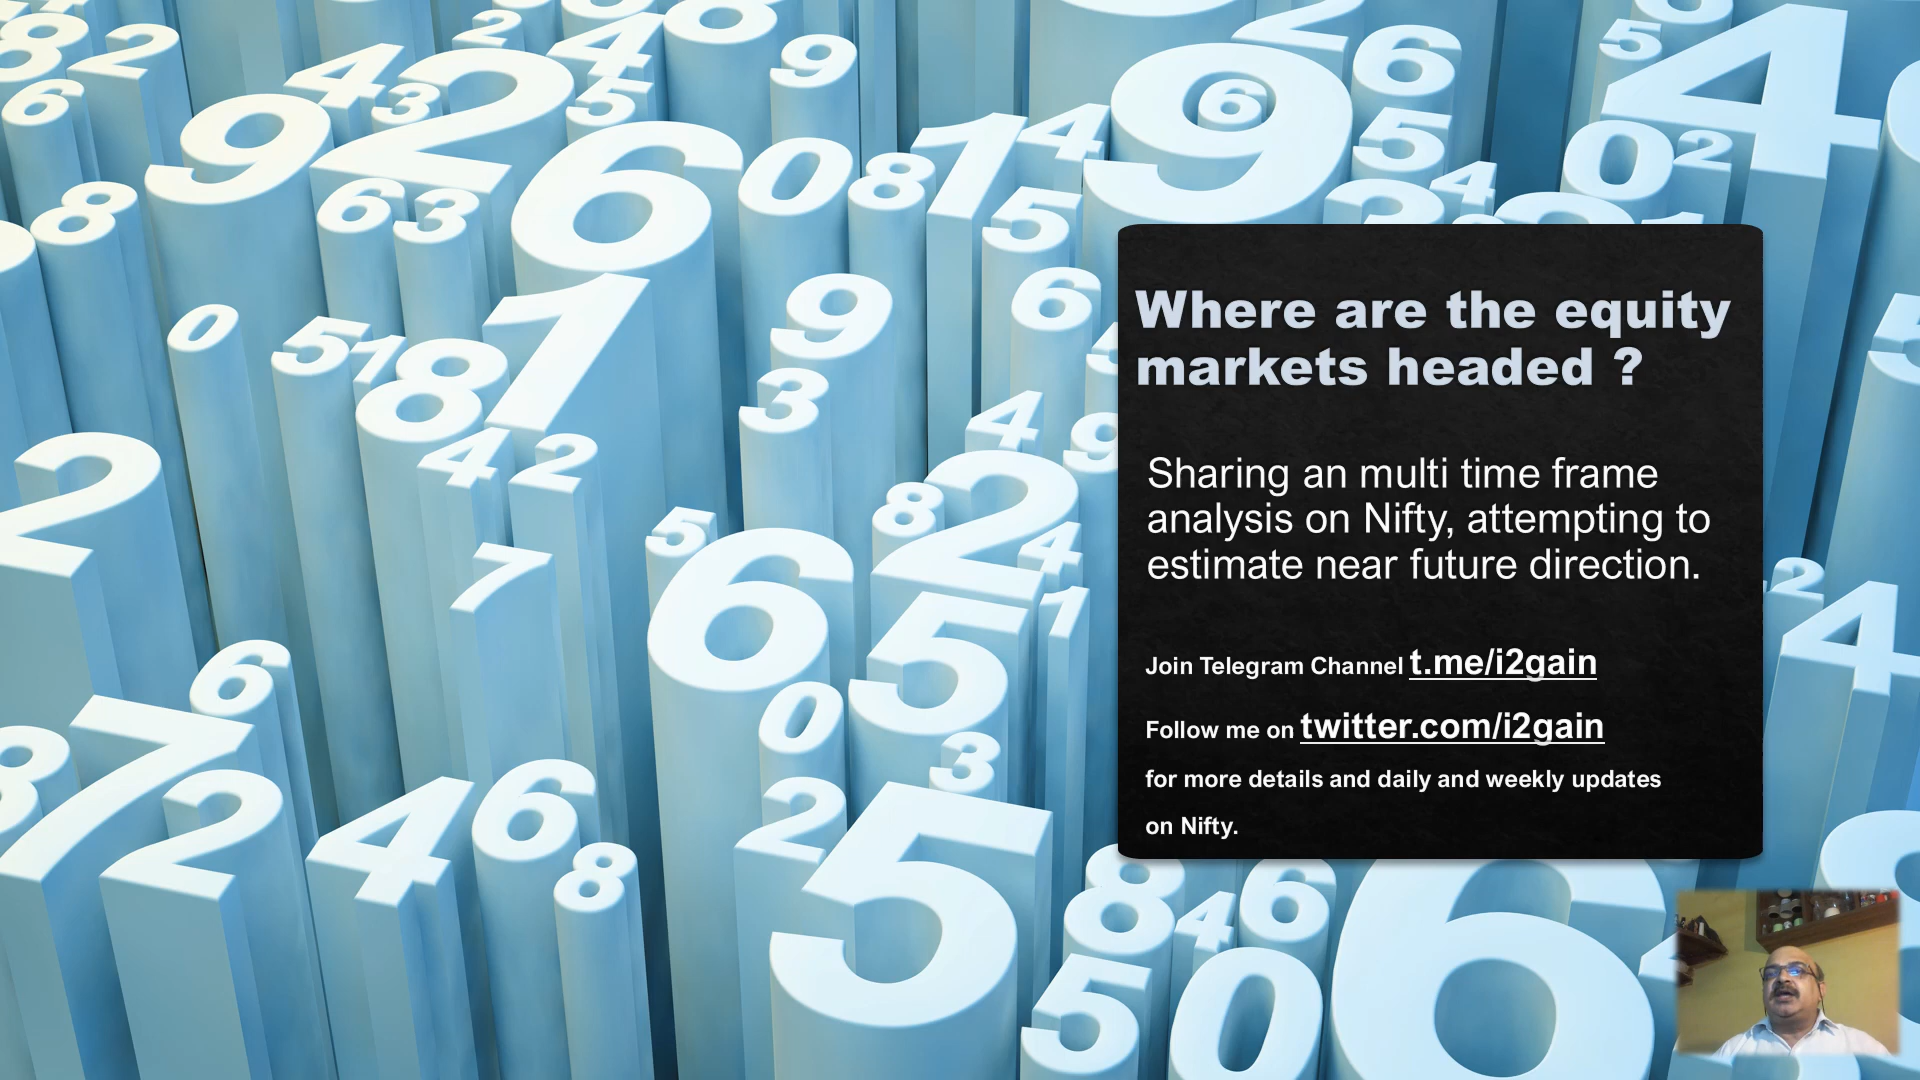 Where are the equity
markets headed ?
Sharing an multi time frame
analysis on Nifty, attempting to
estimate near future direction.
Join Telegram Channel t.me/i2gain
Follow me on twitter.com/i2gain
for more details and daily and weekly updates
on Nifty.